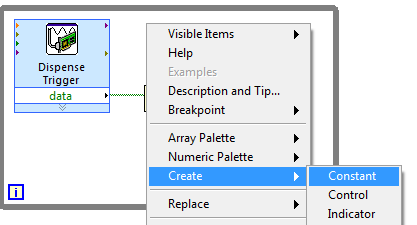 Dispense
Trigger
data
i
Visible Items
Help
Examples
Description and Tip...
Breakpoint
Array Palette
Numeric Palette
Create
Replace
Constant
Control
Indicator